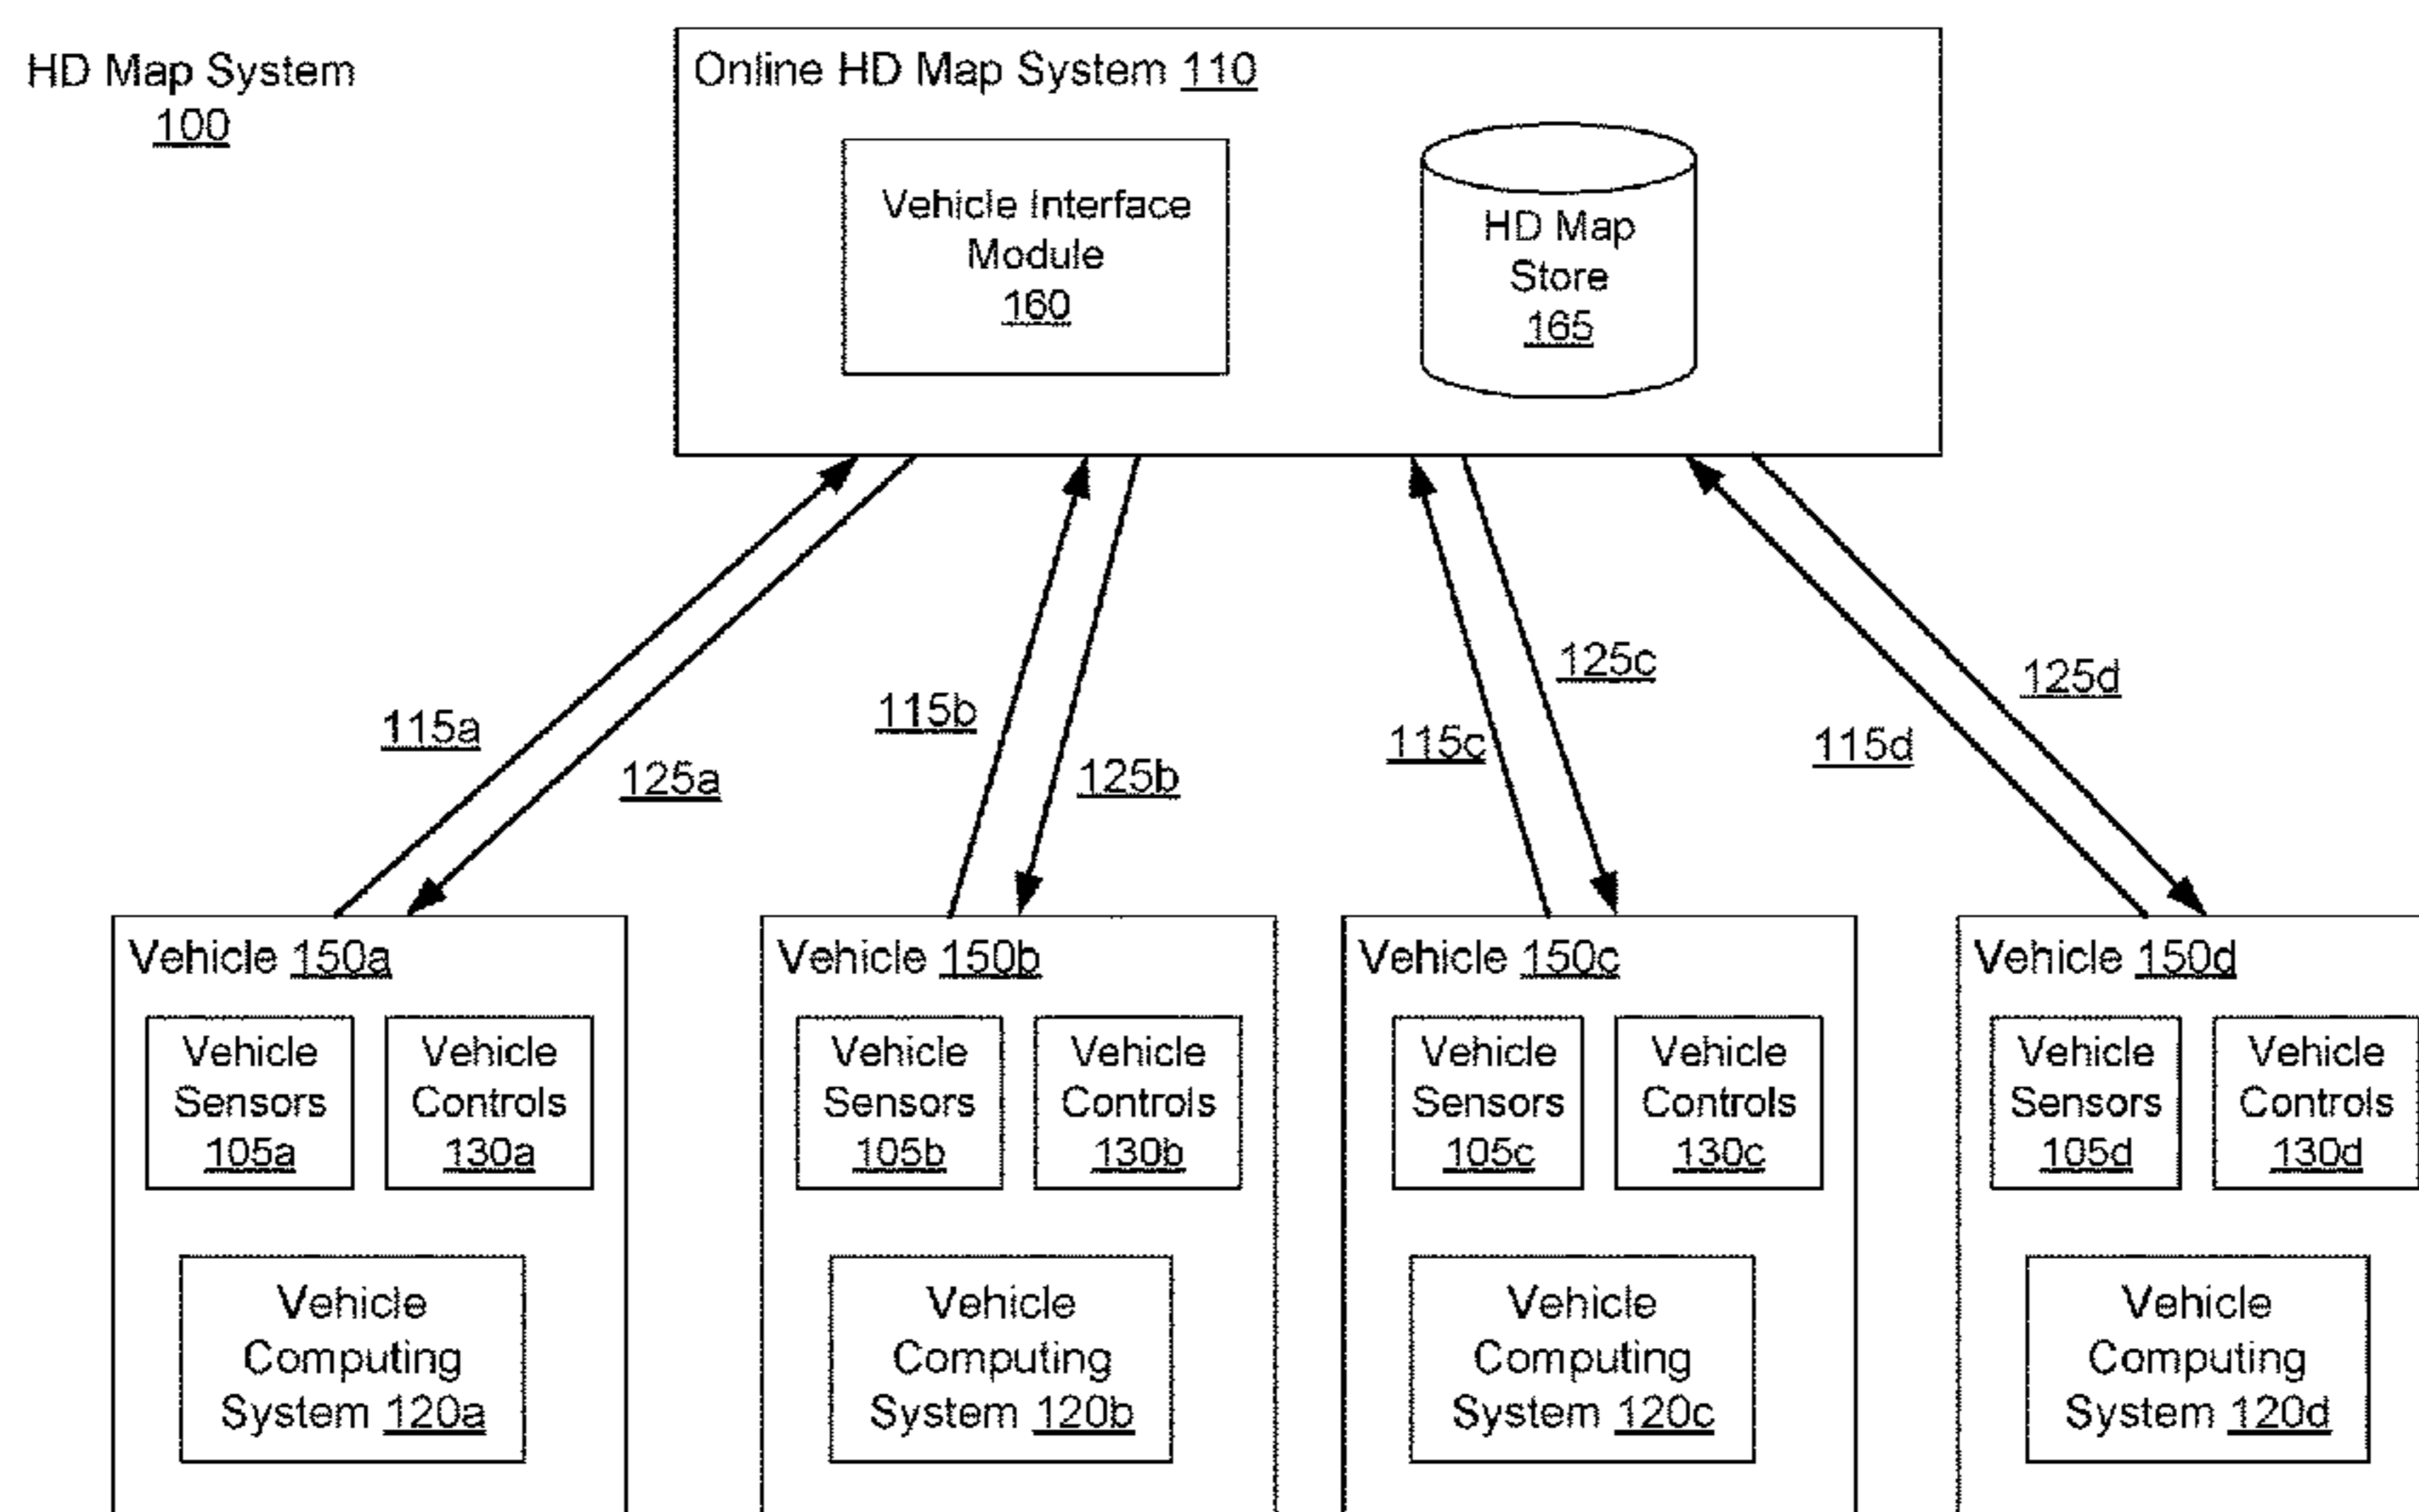 HD Map System
100
Online HD Map System 110
Vehicle Interface
Module
160
HD Map
Store
165
115a
125a
115b
125b
115c
125c
115d
125d
Vehicle 150a
Vehicle
Sensors
105a
Vehicle
Controls
130a
Vehicle
Computing
System 120a
Vehicle 150b
Vehicle
Sensors
105b
Vehicle
Controls
130b
Vehicle
Computing
System 120b
Vehicle 150c
Vehicle
Sensors
105c
Vehicle
Controls
130c
Vehicle
Computing
System 120c
Vehicle 150d
Vehicle
Sensors
105d
Vehicle
Controls
130d
Vehicle
Computing
System 120d